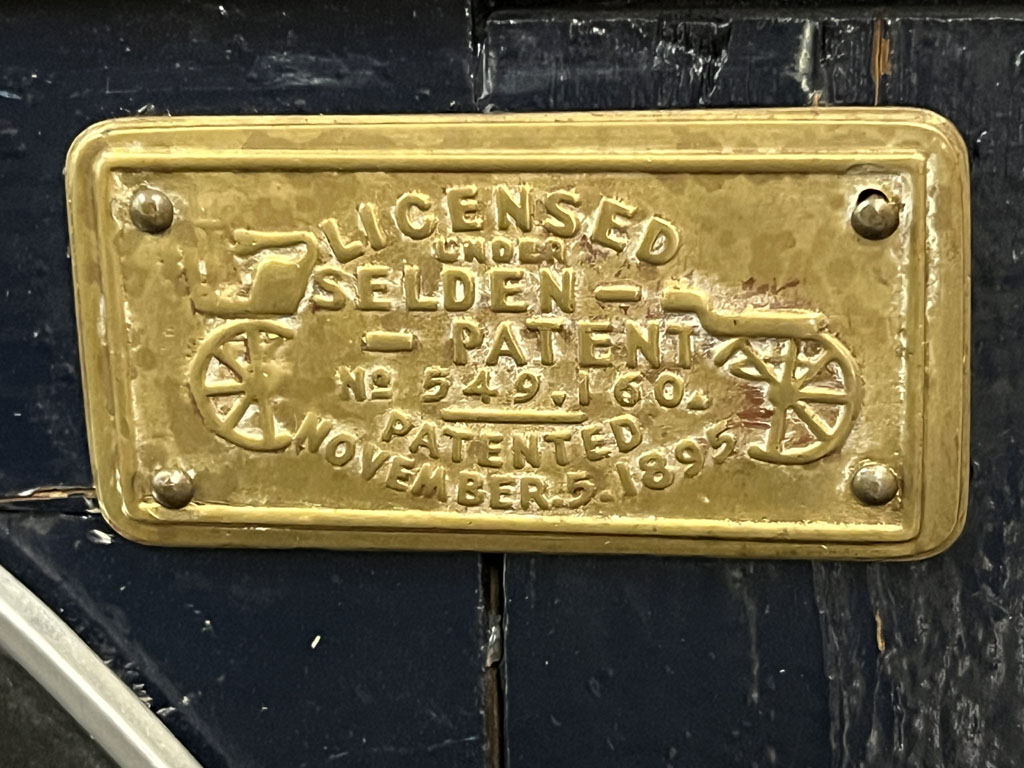 LICENSED
UNDER
SELDEN —
— PATENT
Nº 549.160.
PATENTED
NOVEMBER.5.1895